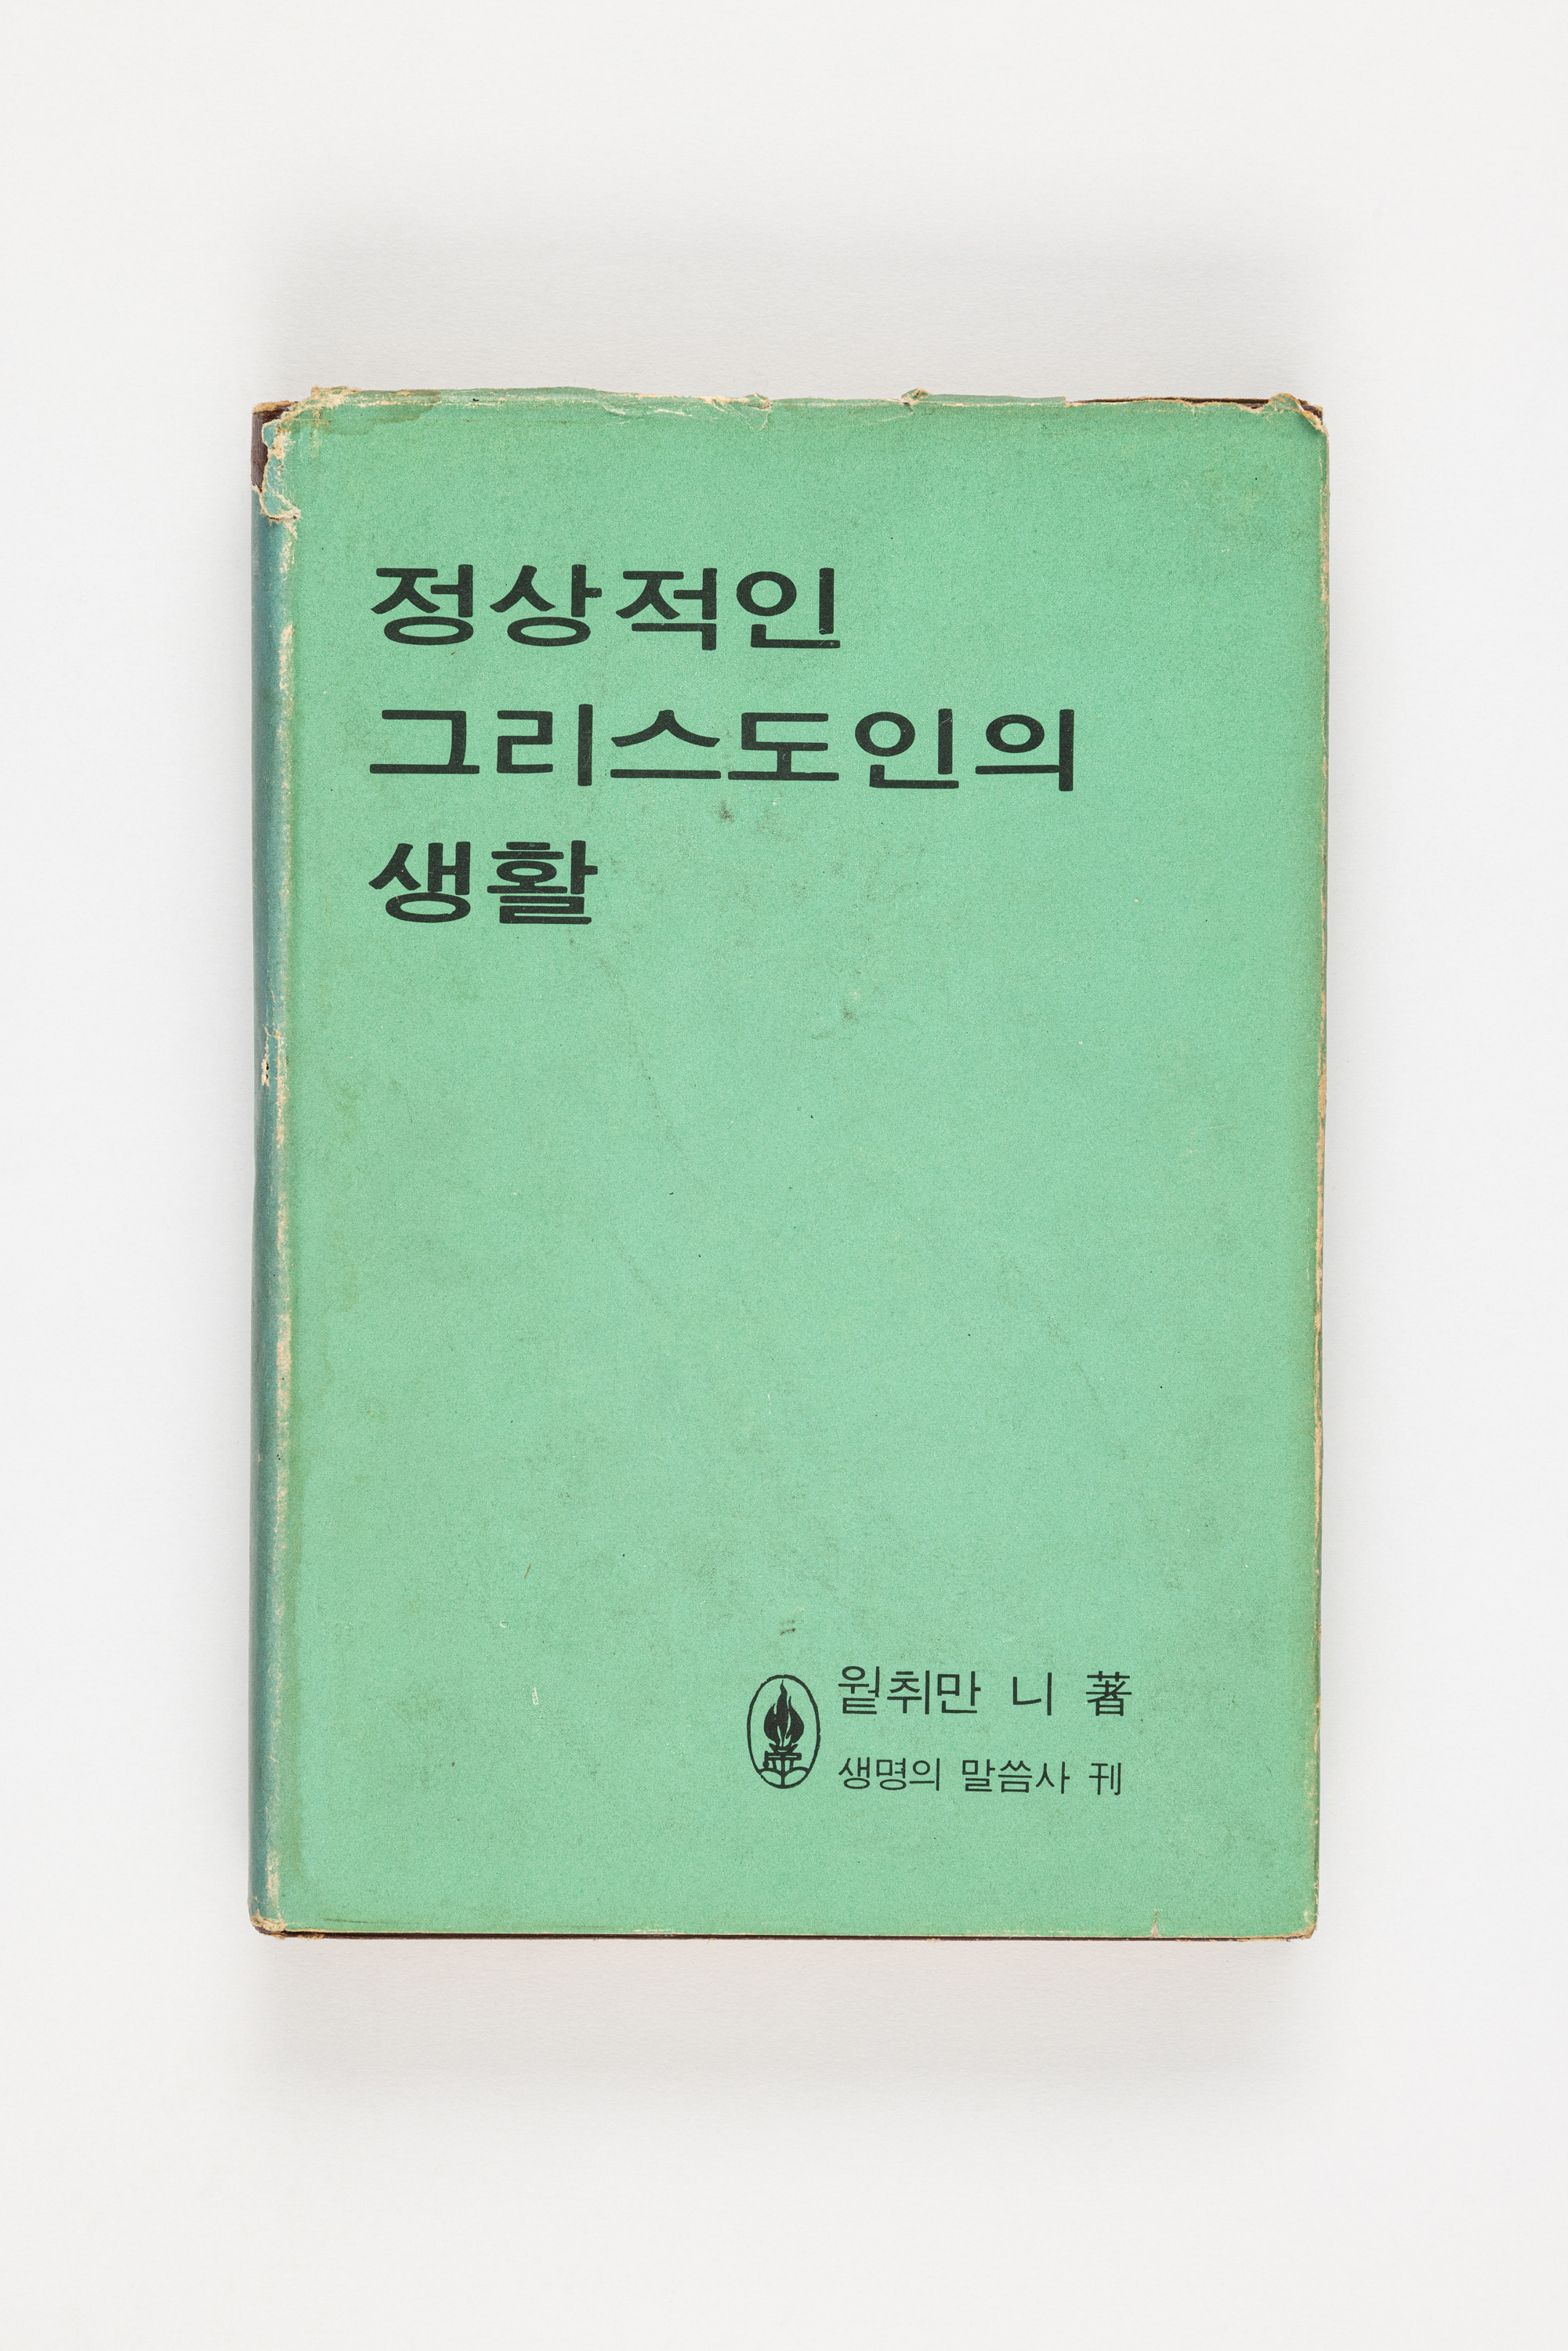 정상적인
그리스도인의
생활
윝취만 니 著
생명의 말씀사 刊